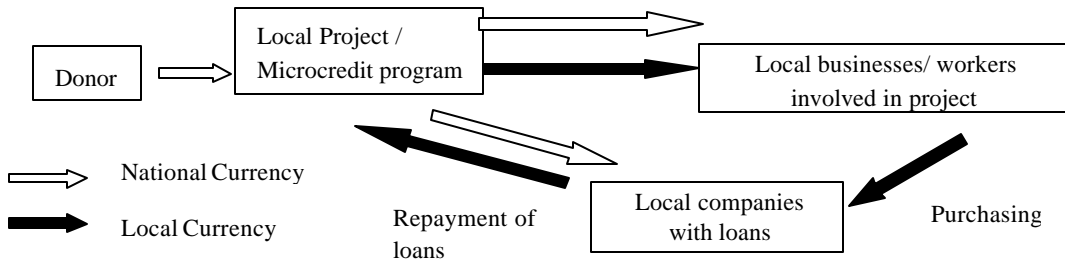 Donor
Local Project /
Microcredit program
Local businesses/ workers
involved in project
National Currency
Local Currency
Repayment of
loans
Local companies
with loans
Purchasing